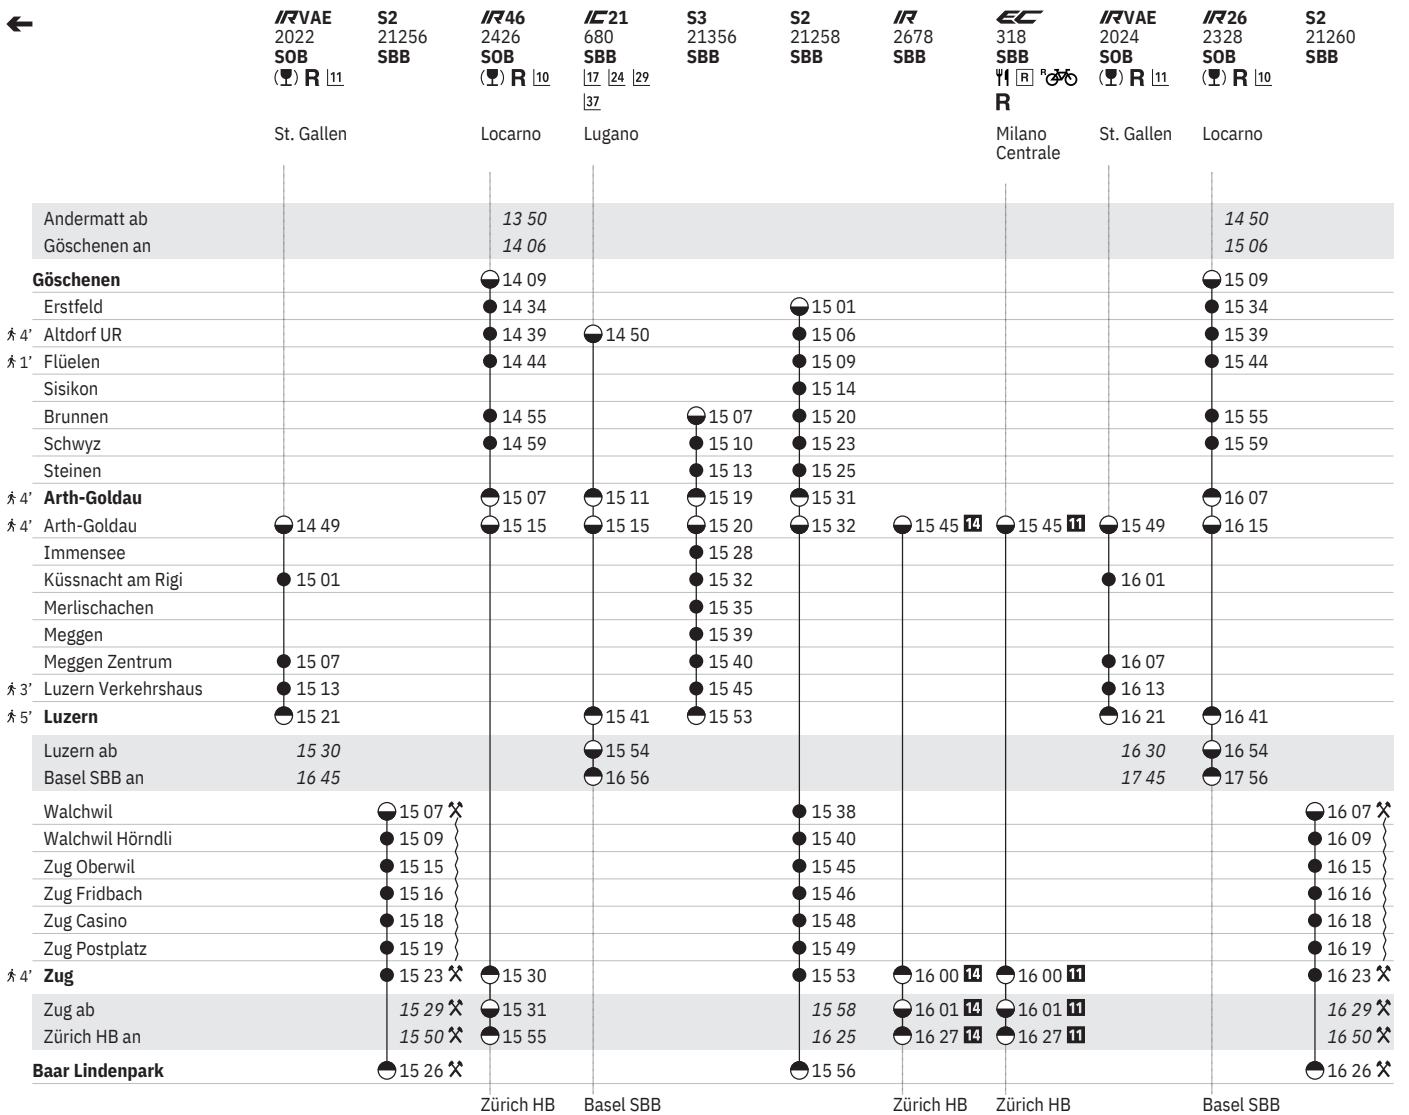 IR VAE S2 IR 46 IC 21 S3 S2 IR EC IR VAE IR 26 S2
2022 21256 2426 680 21356 21258 2678 318 2024 2328 21260
SOB SBB SOB SBB SBB SBB SBB SBB SOB SOB SBB
R 11 R 10 17 24 29 R R R 11 R 10
37 R
St. Gallen Locarno Lugano Milano St. Gallen Locarno
Centrale
Andermatt ab 13 50 14 50
Göschenen an 14 06 15 06
Göschenen 14 09 15 09
Erstfeld 14 34 15 01 15 34
4’ Altdorf UR 14 39 14 50 15 06 15 39
1’ Flüelen 14 44 15 09 15 44
Sisikon 15 14
Brunnen 14 55 15 07 15 20 15 55
Schwyz 14 59 15 10 15 23 15 59
Steinen 15 13 15 25
4’ Arth-Goldau 15 07 15 11 15 19 15 31 16 07
4’ Arth-Goldau 14 49 15 15 15 15 15 20 15 32 15 45 14 15 45 11 15 49 16 15
Immensee 15 28
Küssnacht am Rigi 15 01 15 32 16 01
Merlischachen 15 35
Meggen 15 39
Meggen Zentrum 15 07 15 40 16 07
3’ Luzern Verkehrshaus 15 13 15 45 16 13
5’ Luzern 15 21 15 41 15 53 16 21 16 41
Luzern ab 15 30 15 54 16 30 16 54
Basel SBB an 16 45 16 56 17 45 17 56
Walchwil 15 07 15 38 16 07
Walchwil Hörndli 15 09 15 40 16 09
Zug Oberwil 15 15 15 45 16 15
Zug Fridbach 15 16 15 46 16 16
Zug Casino 15 18 15 48 16 18
Zug Postplatz 15 19 15 49 16 19
4’ Zug 15 23 15 30 15 53 16 00 14 16 00 11 16 23
Zug ab 15 29 15 31 15 58 16 01 14 16 01 11 16 29
Zürich HB an 15 50 15 55 16 25 16 27 14 16 27 11 16 50
Baar Lindenpark 15 26 15 56 16 26
Zürich HB Basel SBB Zürich HB Zürich HB Basel SBB